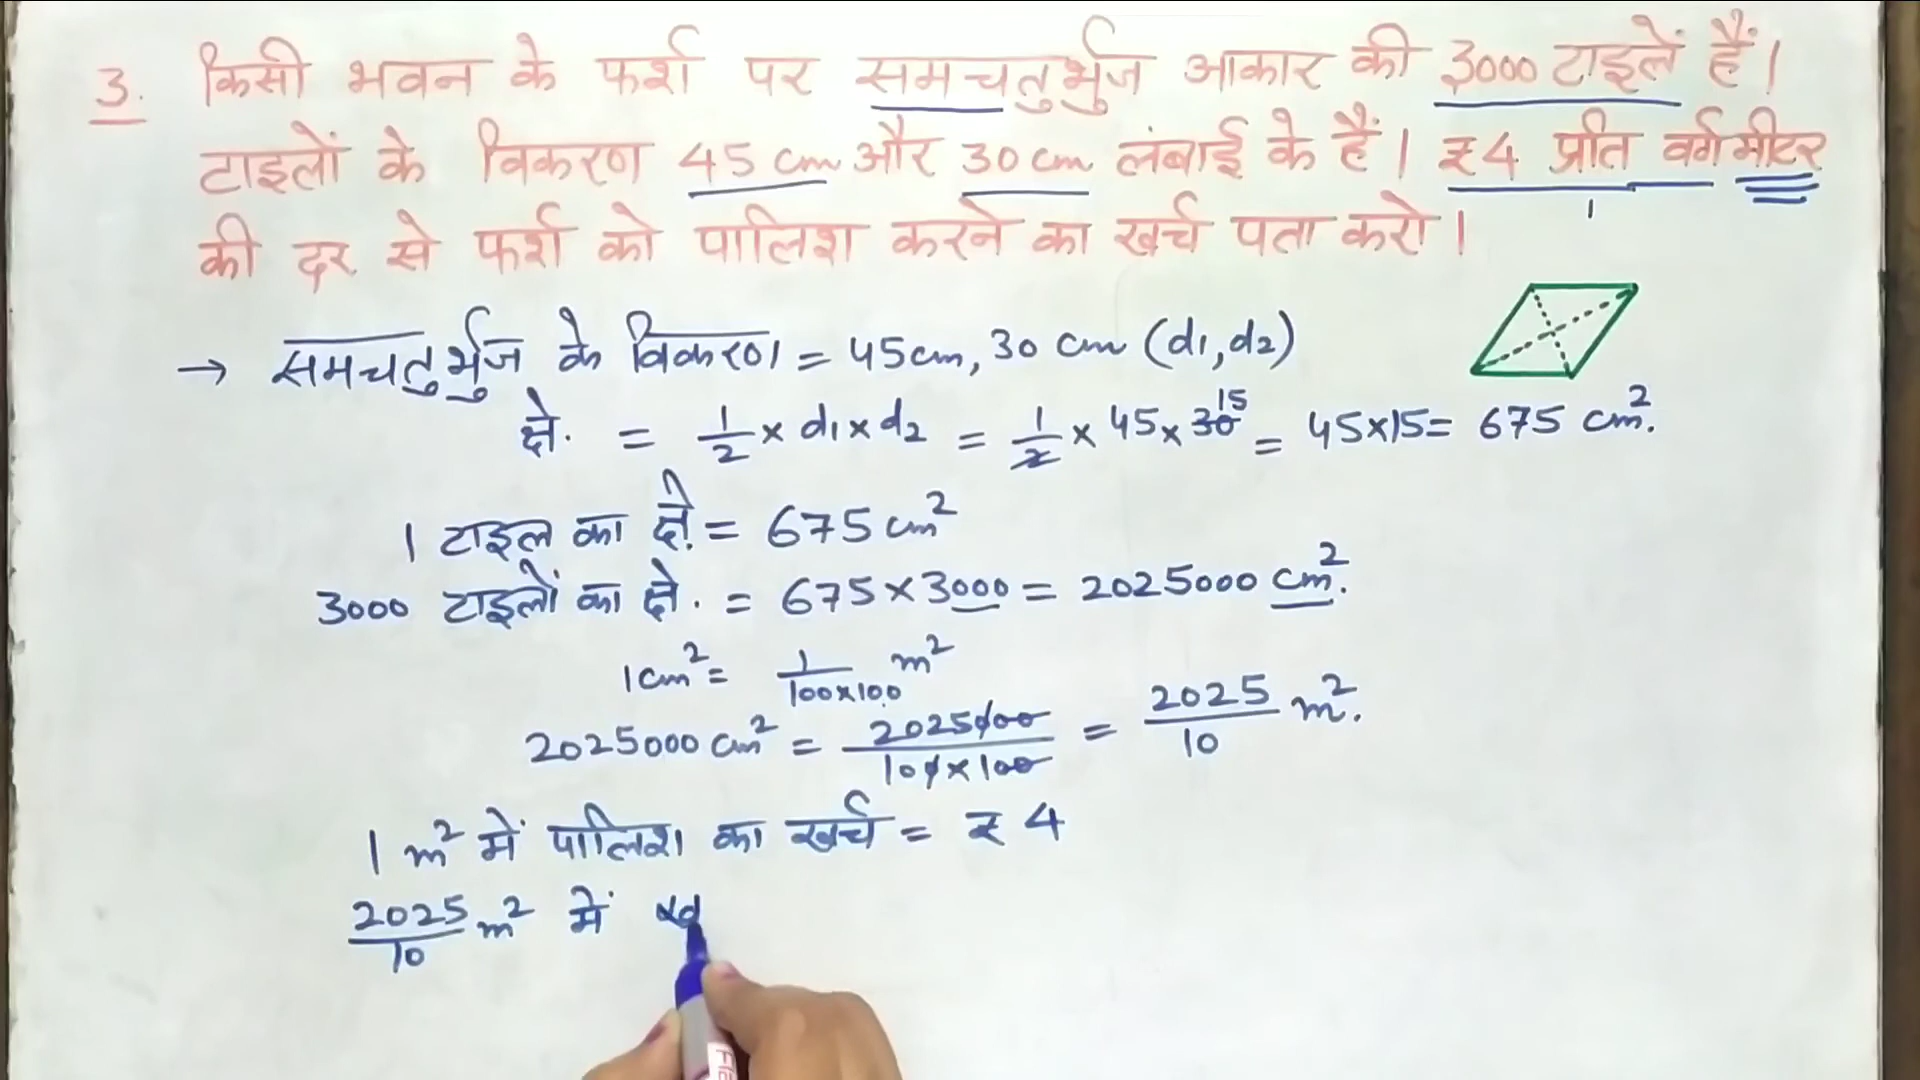 3. किसी भवन के फर्श पर समचतुर्भुज आकार की 3000 टाइलें हैं।
टाइलों के विकरण 45 cm और 30 cm लंबाई के हैं। ₹4 प्रति वर्गमीटर
की दर से फर्श को पालिश करने का खर्च पता करो।
→ समचतुर्भुज के विकरण = 45cm, 30 cm (d1,d2)
क्षे. = 1/2 × d1 × d2 = 1/2 × 45 × 30 15 = 45×15 = 675 cm².
1 टाइल का क्षे. = 675 cm²
3000 टाइलों का क्षे. = 675 × 3000 = 2025000 cm².
1cm² = 1/100×100 m²
2025000 cm² = 2025000/100×100 = 2025/10 m².
1 m² में पालिश का खर्च = ₹ 4
2025/10 m² में